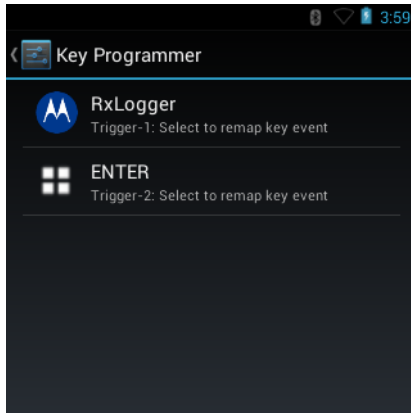 3:59
Key Programmer
RxLogger
Trigger-1: Select to remap key event
ENTER
Trigger-2: Select to remap key event